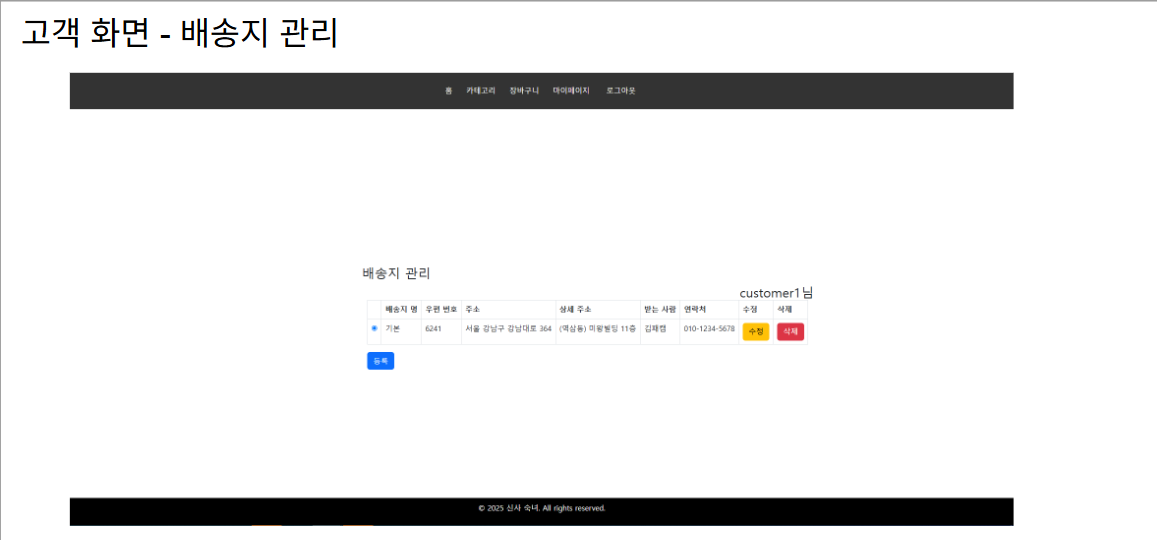 고객 화면 - 배송지 관리
홈 카테고리 장바구니 마이페이지 로그아웃
배송지 관리
customer1님
배송지 명 우편 번호 주소 상세 주소 받는 사람 연락처 수정 삭제
기본 6241 서울 강남구 강남대로 364 (역삼동) 미왕빌딩 11층 김패캠 010-1234-5678 수정 삭제
등록
© 2025 신사 숙녀. All rights reserved.